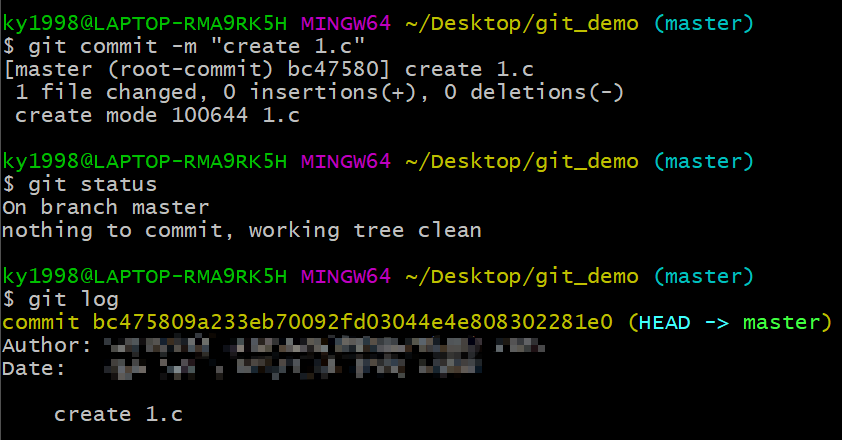 ky1998@LAPTOP-RMA9RK5H MINGW64 ~/Desktop/git_demo (master)
$ git commit -m "create 1.c"
[master (root-commit) bc47580] create 1.c
 1 file changed, 0 insertions(+), 0 deletions(-)
 create mode 100644 1.c
ky1998@LAPTOP-RMA9RK5H MINGW64 ~/Desktop/git_demo (master)
$ git status
On branch master
nothing to commit, working tree clean
ky1998@LAPTOP-RMA9RK5H MINGW64 ~/Desktop/git_demo (master)
$ git log
commit bc475809a233eb70092fd03044e4e808302281e0 (HEAD -> master)
Author:
Date:
    create 1.c